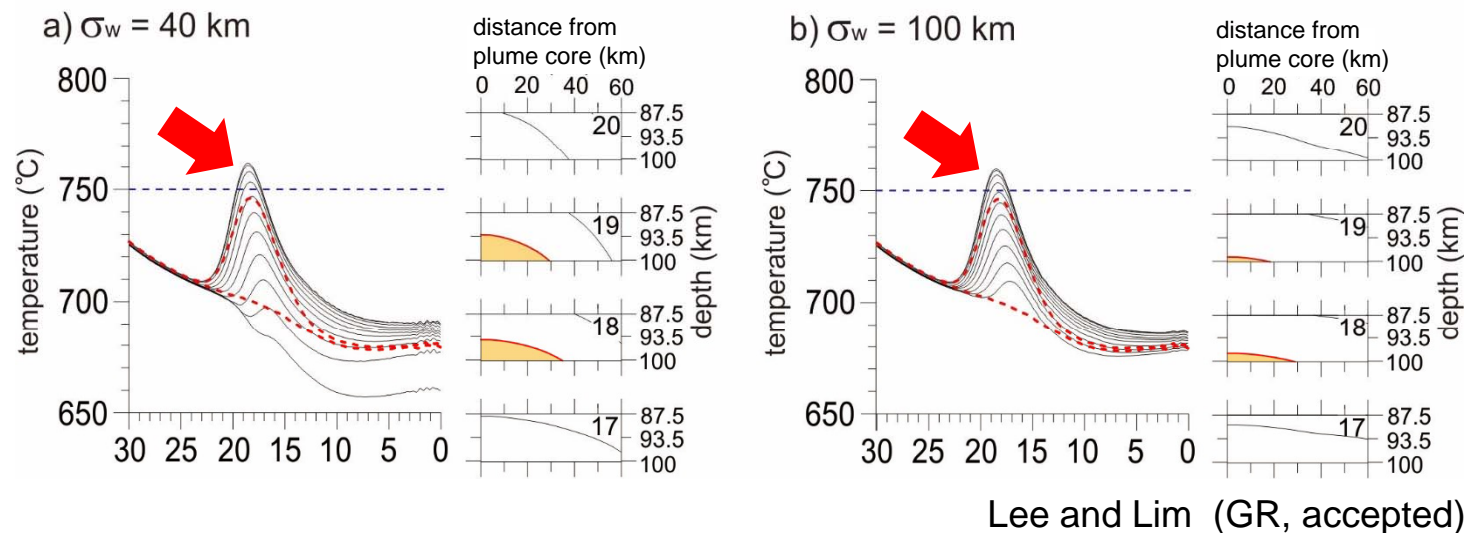 a) σw = 40 km
distance from
plume core (km)
0 20 40 60
800
750
700
650
temperature (℃)
30 25 20 15 10 5 0
20
87.5
93.5
100
19
87.5
93.5
100
18
87.5
93.5
100
17
87.5
93.5
100
depth (km)
b) σw = 100 km
distance from
plume core (km)
0 20 40 60
800
750
700
650
temperature (℃)
30 25 20 15 10 5 0
20
87.5
93.5
100
19
87.5
93.5
100
18
87.5
93.5
100
17
87.5
93.5
100
depth (km)
Lee and Lim (GR, accepted)